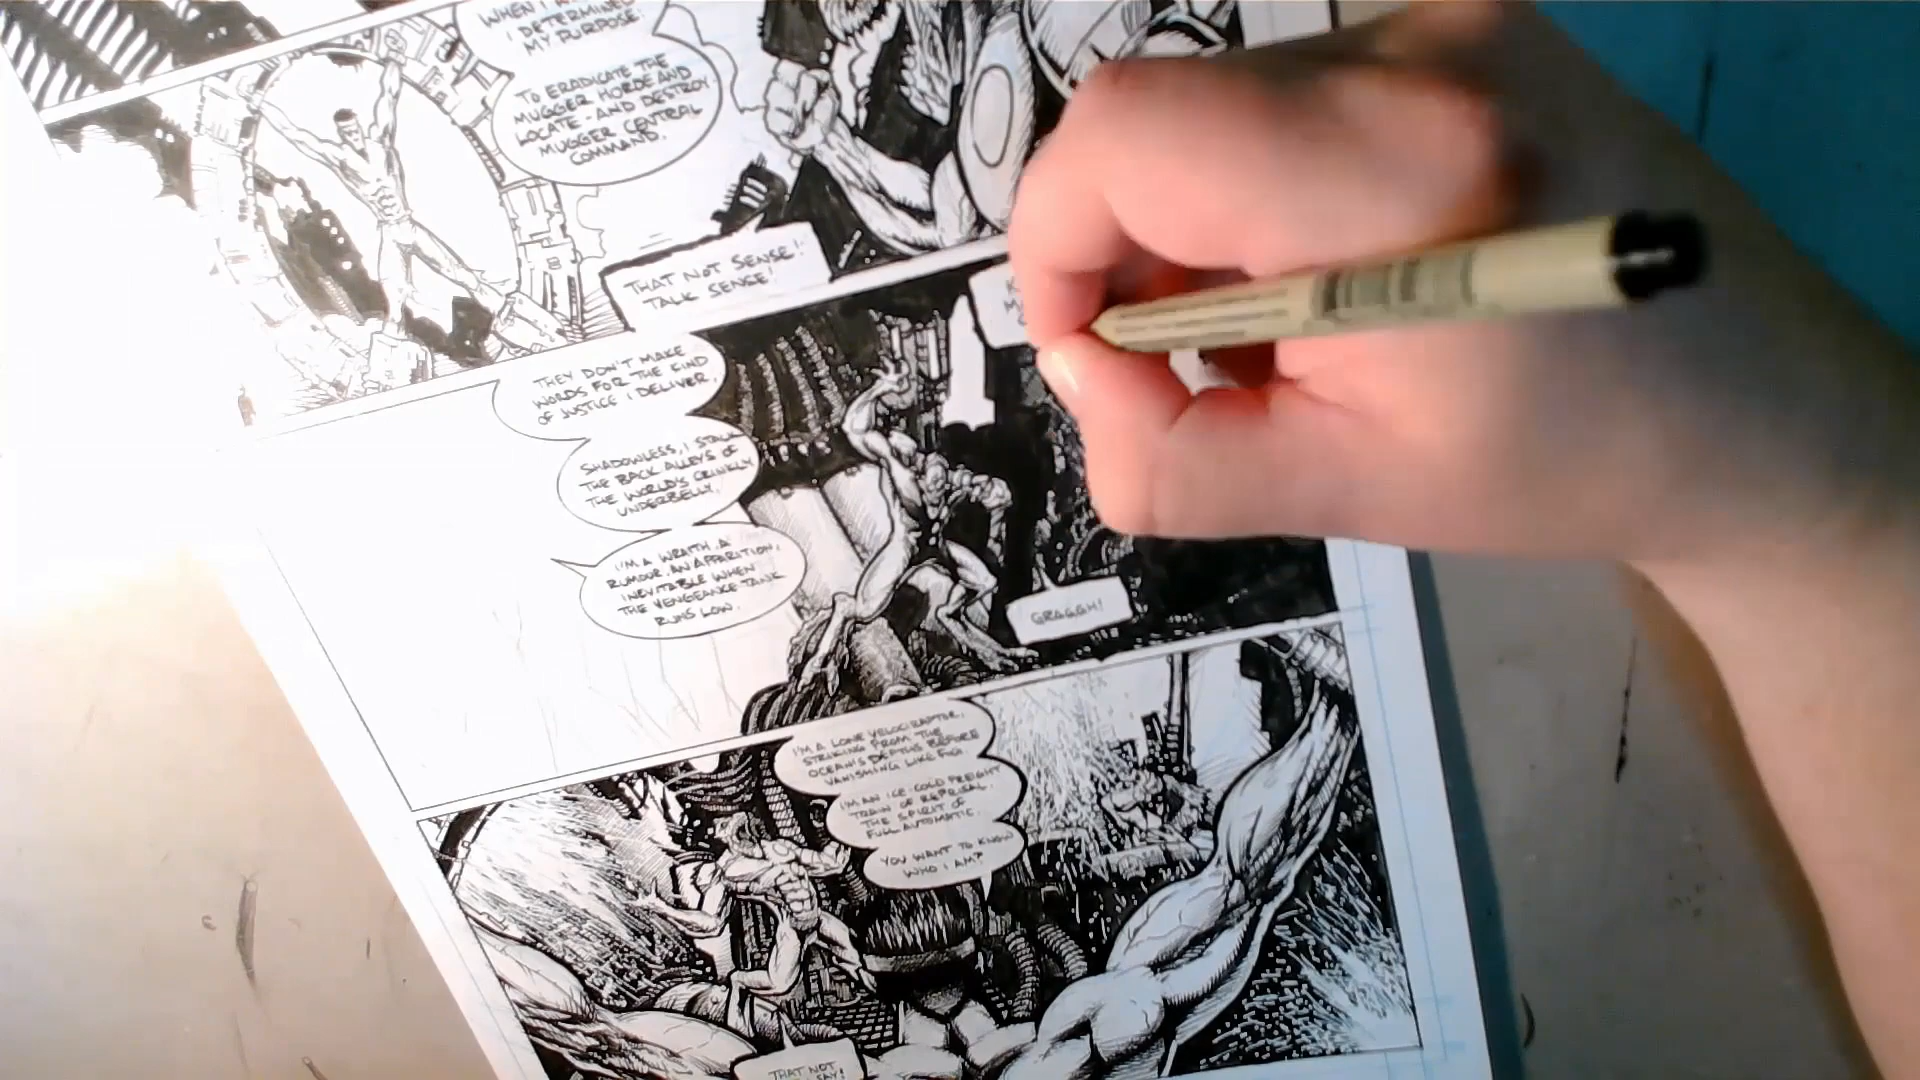 WHEN I
I DETERMINED
MY PURPOSE.
TO ERADICATE THE
MUGGER HORDE AND
LOCATE - AND DESTROY
MUGGER CENTRAL
COMMAND.
THAT NOT SENSE!
TALK SENSE!
THEY DON'T MAKE
WORDS FOR THE KIND
OF JUSTICE I DELIVER.
SHADOWLESS, I STALK
THE BACK ALLEYS OF
THE WORLD'S CRINKLY
UNDERBELLY.
I'M A WRAITH, A
RUMOUR, AN APPARITION,
INEVITABLE WHEN
THE VENGEANCE TANK
RUNS LOW.
GRAGGH!
I'M A LONE VELOCIRAPTOR,
STRIKING FROM THE
OCEAN'S DEPTHS BEFORE
VANISHING LIKE FOG.
I'M AN ICE-COLD FREIGHT
TRAIN OF REPRISAL.
THE SPIRIT OF
FULL AUTOMATIC.
YOU WANT TO KNOW
WHO I AM?
THAT NOT
SAY!